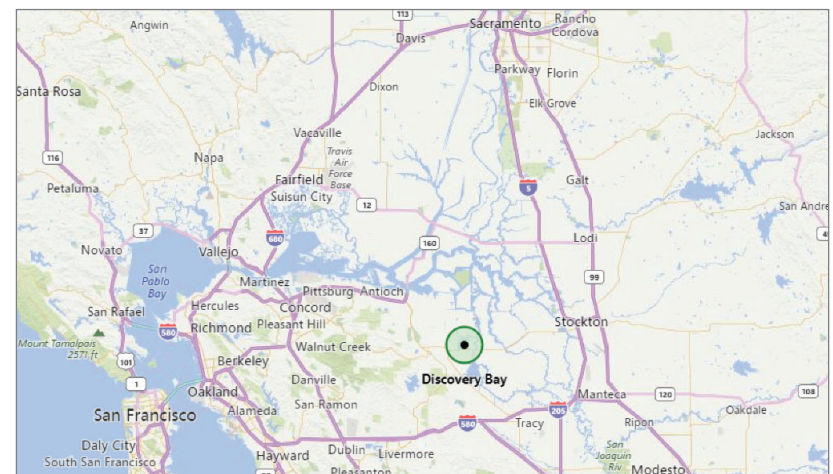 113
Sacramento
Rancho
Cordova
Angwin
Davis
Parkway
Florin
Dixon
Santa Rosa
Elk Grove
Vacaville
Jackson
116
Napa
Travis
Air
Force
Base
Petaluma
Fairfield
Suisun City
5
Galt
12
San Andre
37
680
160
Lodi
4
Novato
Vallejo
San
Pablo
Bay
99
Martinez
Pittsburg
Antioch
San Rafael
Hercules
Concord
580
Richmond
Pleasant Hill
Stockton
Mount Tamalpais
2571 ft
101
Walnut Creek
Berkeley
1
Danville
Discovery Bay
Oakland
Manteca
120
108
San Francisco
Alameda
San Ramon
205
Oakdale
580
Tracy
Ripon
Daly City
South San Francisco
Hayward
Dublin
Livermore
San
Joaquin
Riv
Pleasanton
Modesto